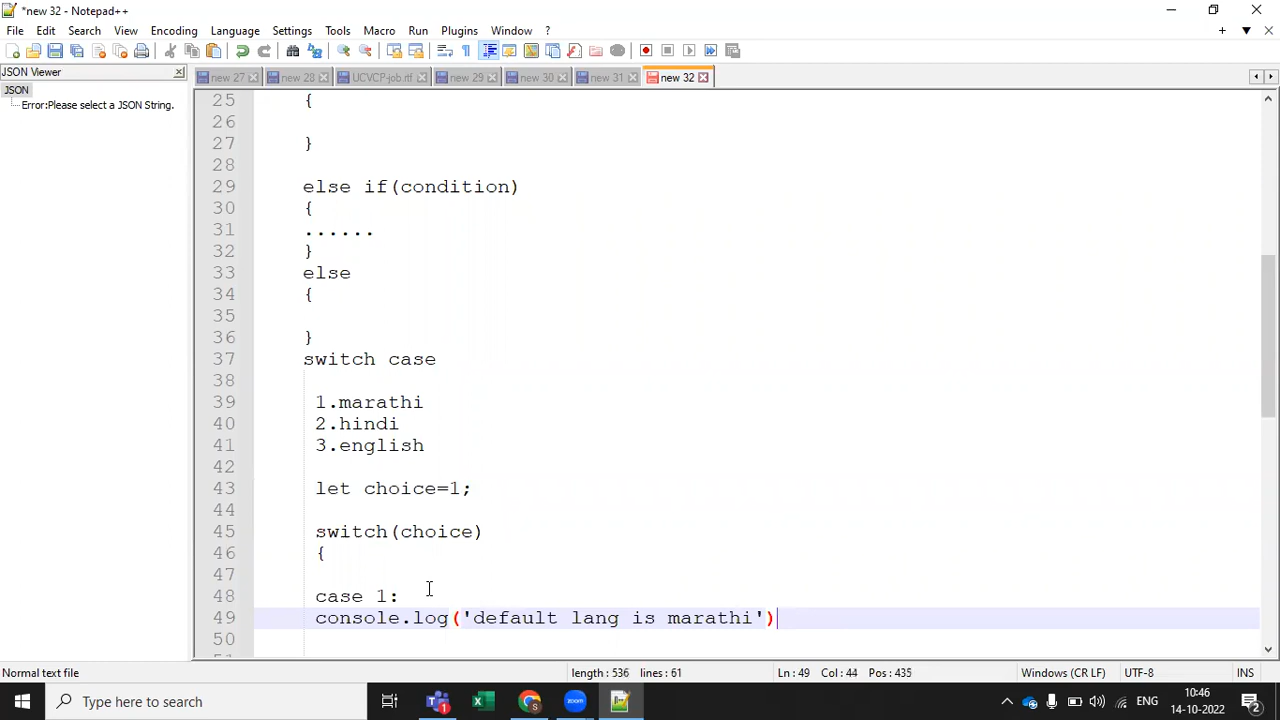 *new 32 - Notepad++
File Edit Search View Encoding Language Settings Tools Macro Run Plugins Window ?
JSON Viewer
new 27 new 28 UCVCP-job.rtf new 29 new 30 new 31 new 32
JSON
Error:Please select a JSON String.
25 {
26
27 }
28
29 else if(condition)
30 {
31 ......
32 }
33 else
34 {
35
36 }
37 switch case
38
39 1.marathi
40 2.hindi
41 3.english
42
43 let choice=1;
44
45 switch(choice)
46 {
47
48 case 1:
49 console.log('default lang is marathi')
50
Normal text file length : 536 lines : 61 Ln : 49 Col : 44 Pos : 435 Windows (CR LF) UTF-8 INS
Type here to search ENG 10:46
14-10-2022 2